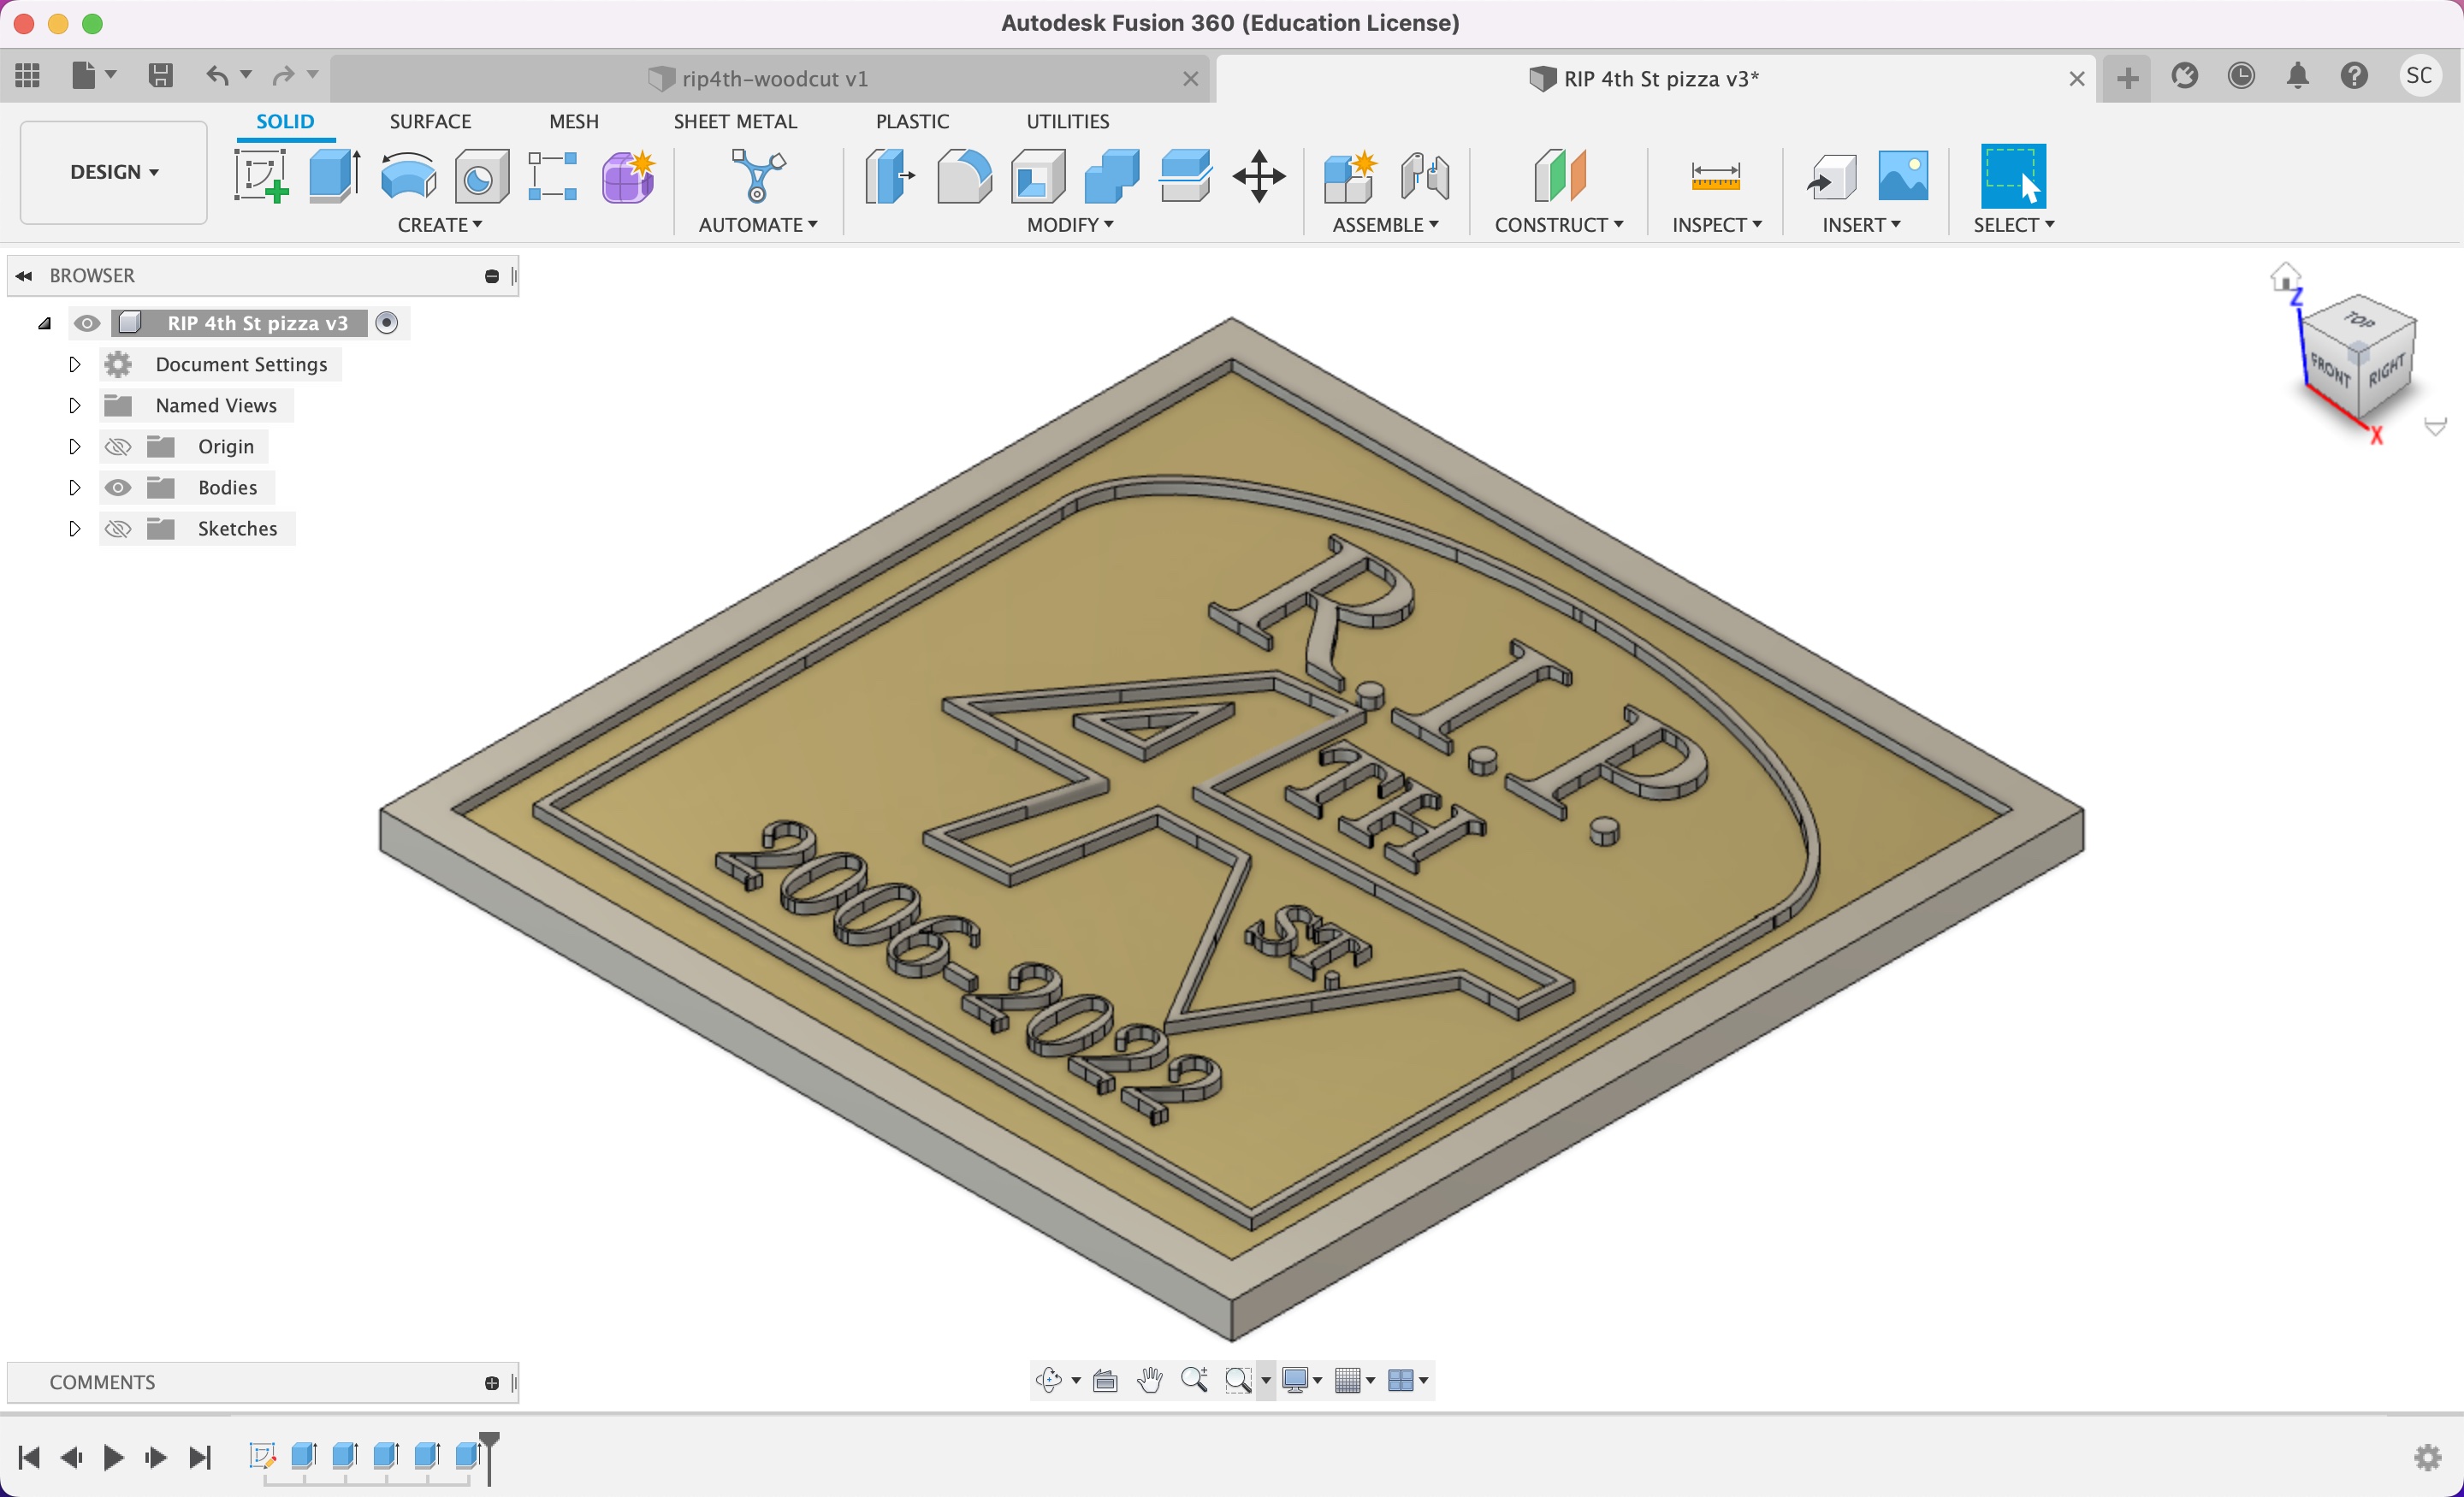 Autodesk Fusion 360 (Education License)
rip4th-woodcut v1
RIP 4th St pizza v3*
SC
DESIGN
SOLID
SURFACE
MESH
SHEET METAL
PLASTIC
UTILITIES
CREATE
AUTOMATE
MODIFY
ASSEMBLE
CONSTRUCT
INSPECT
INSERT
SELECT
BROWSER
RIP 4th St pizza v3
Document Settings
Named Views
Origin
Bodies
Sketches
Z
TOP
FRONT
RIGHT
X
R.I.P.
4
TH
ST.
2006-2022
COMMENTS